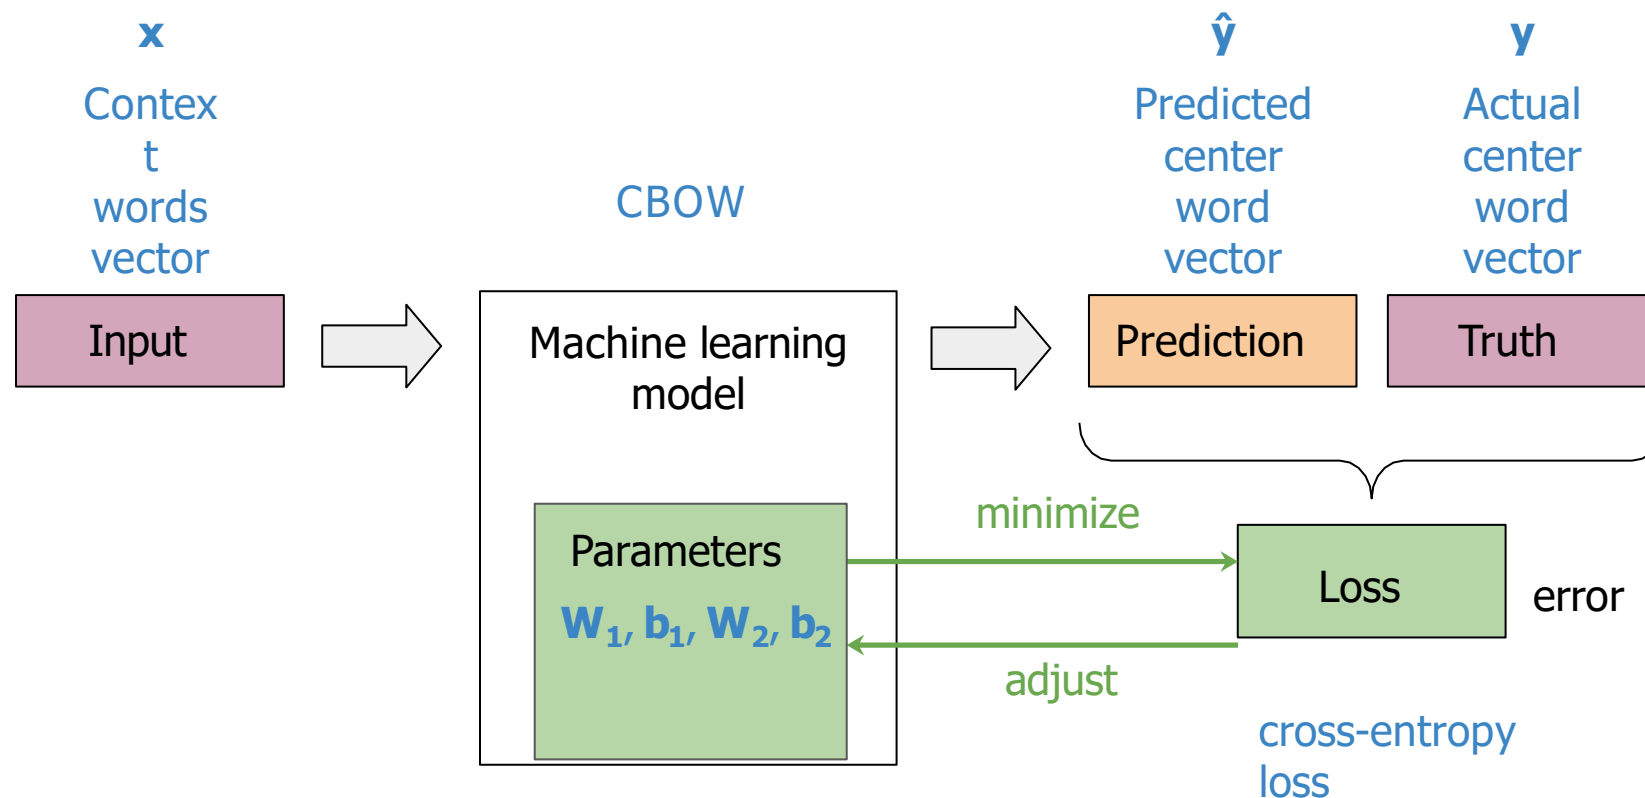 x
Contex
t
words
vector
Input
CBOW
Machine learning
model
Parameters
W₁, b₁, W₂, b₂
ŷ
Predicted
center
word
vector
Prediction
y
Actual
center
word
vector
Truth
minimize
adjust
Loss
error
cross-entropy
loss